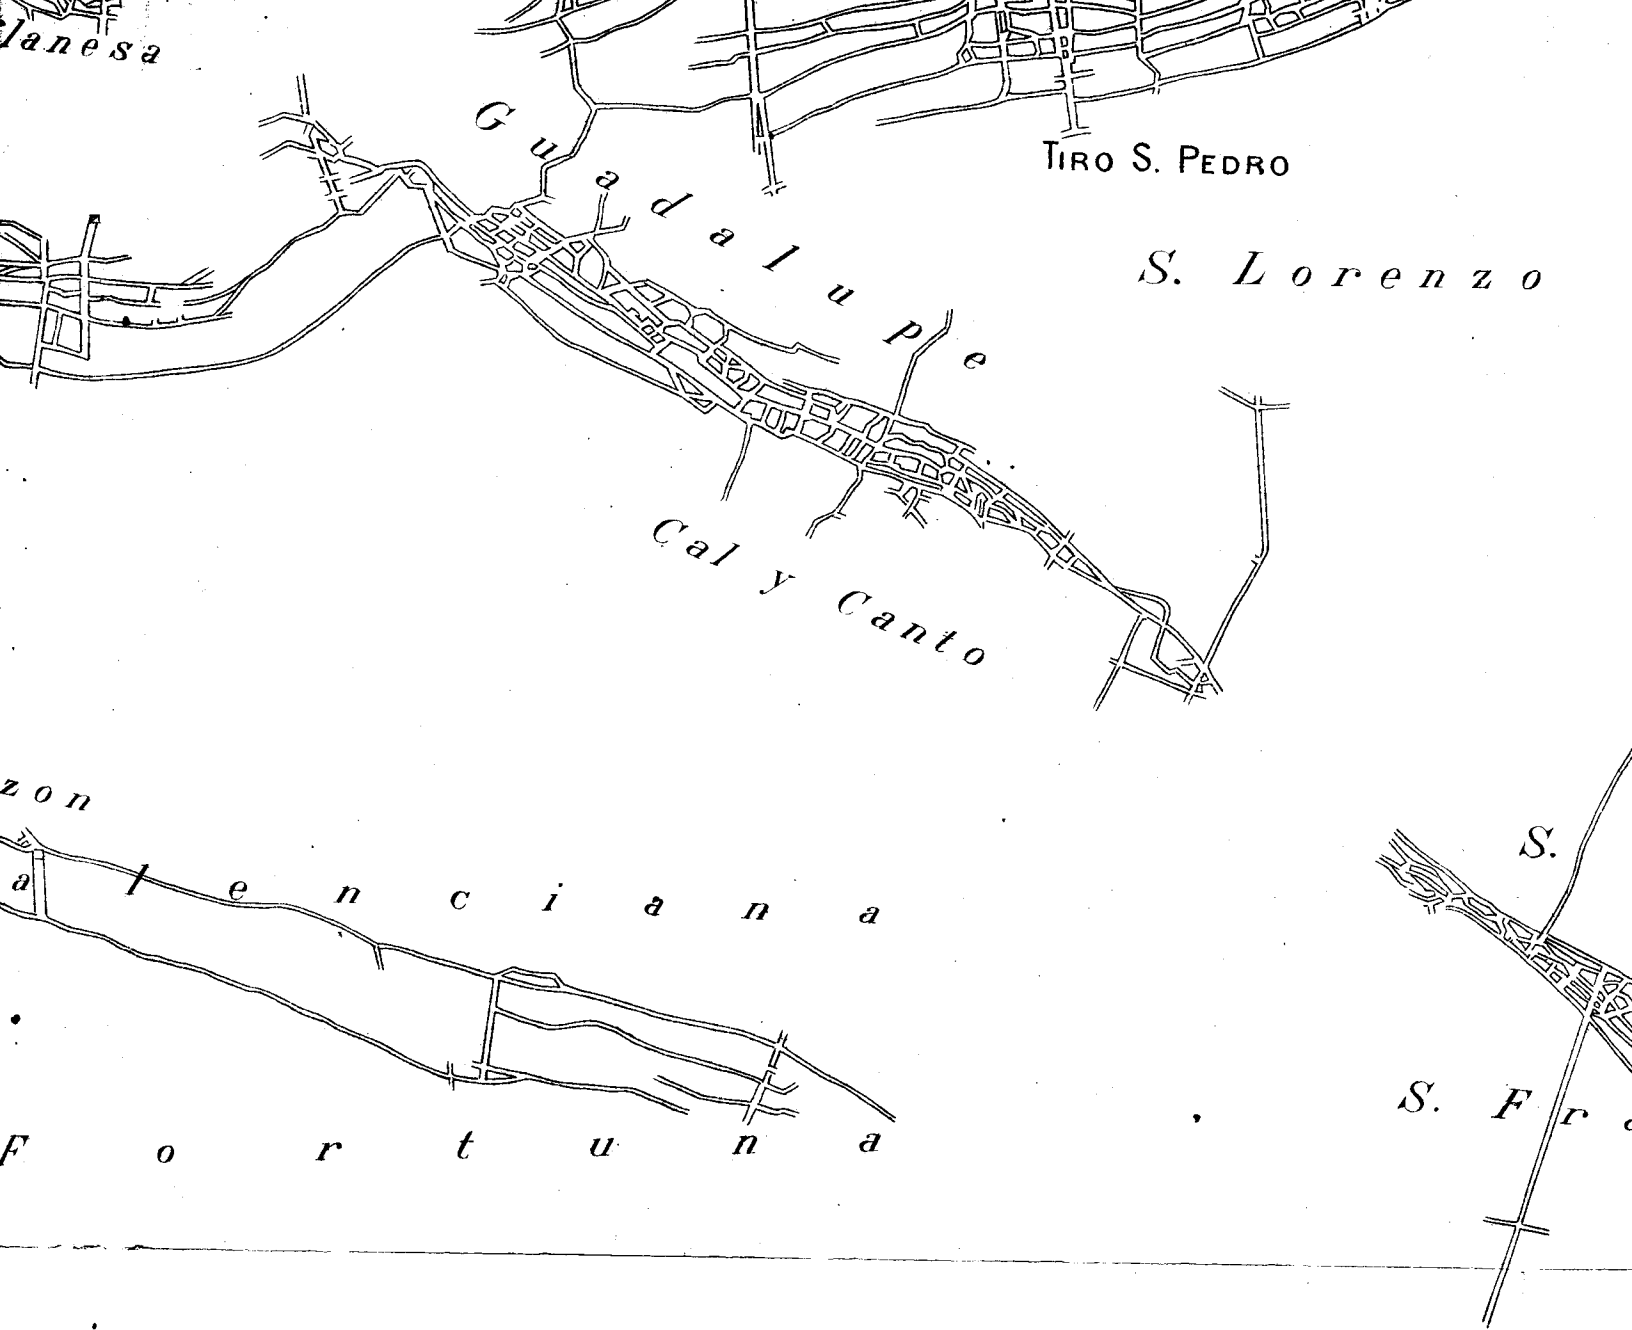 lanesa
Guadalupe
TIRO S. PEDRO
S. Lorenzo
Cal y Canto
zon
alenciana
S.
S. Fr
Fortuna